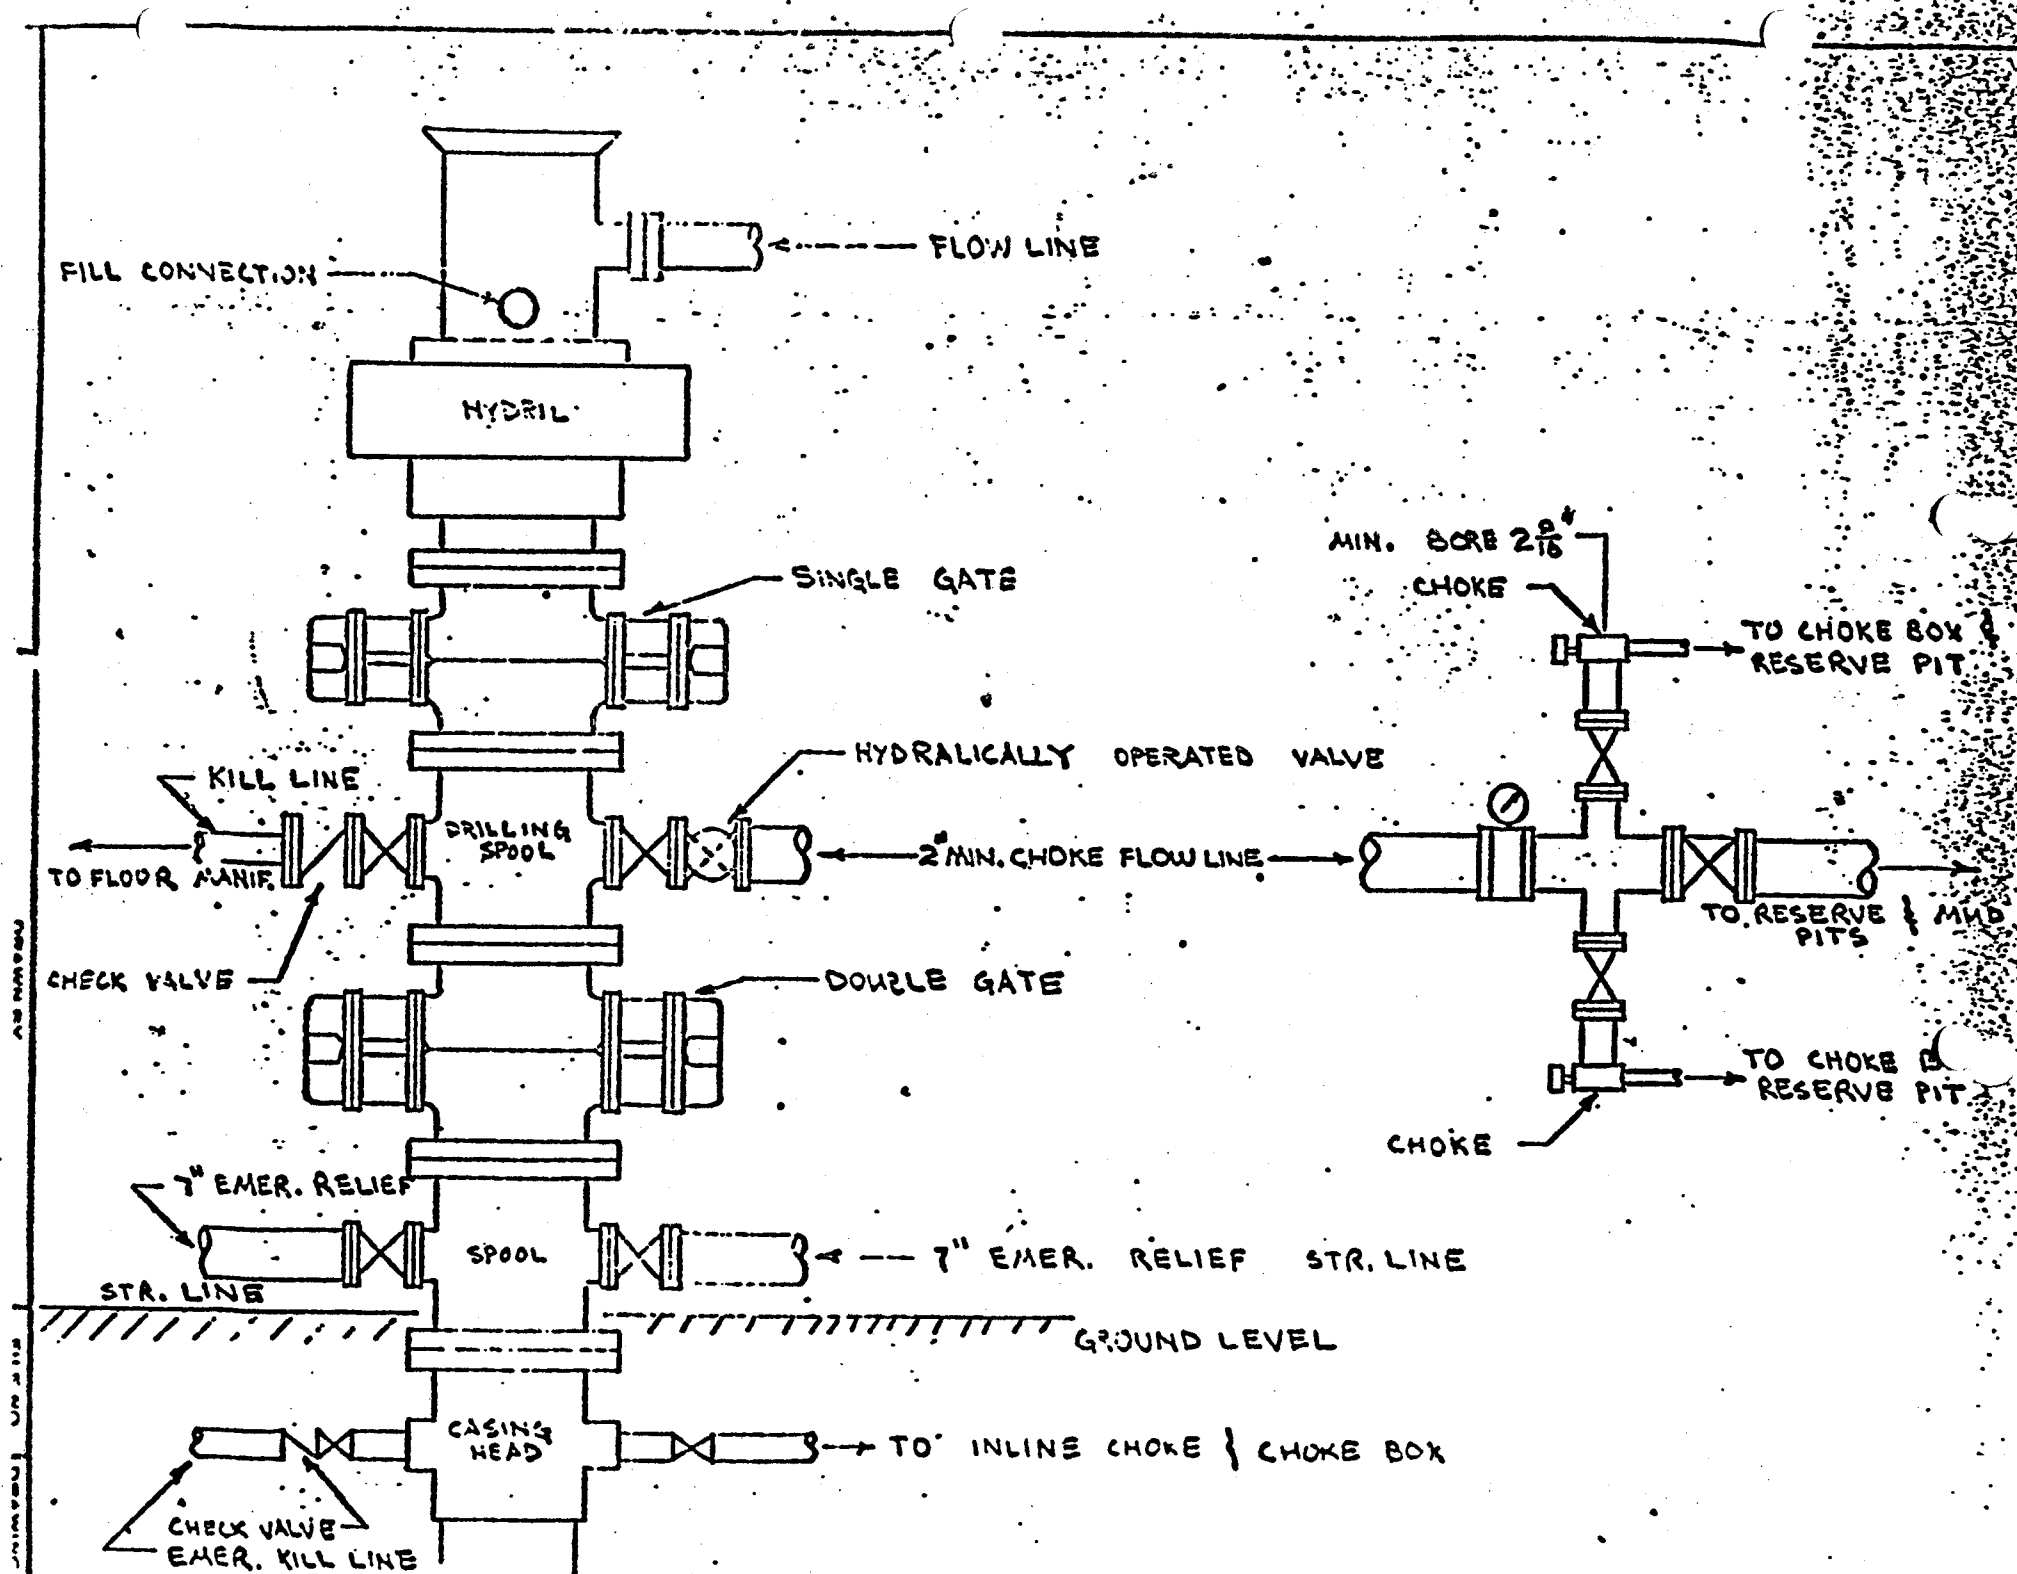 FLOW LINE
FILL CONNECTION
HYDRIL
MIN. BORE 2 9/16"
SINGLE GATE
CHOKE
TO CHOKE BOX &
RESERVE PIT
HYDRALICALLY OPERATED VALVE
KILL LINE
DRILLING
SPOOL
2" MIN. CHOKE FLOW LINE
TO FLOOR MANIF.
TO RESERVE & MUD
PITS
CHECK VALVE
DOUBLE GATE
TO CHOKE
RESERVE PIT
CHOKE
7" EMER. RELIEF
STR. LINE
SPOOL
7" EMER. RELIEF STR. LINE
GROUND LEVEL
CASING
HEAD
TO INLINE CHOKE & CHOKE BOX
CHECK VALVE
EMER. KILL LINE
DRAWN BY